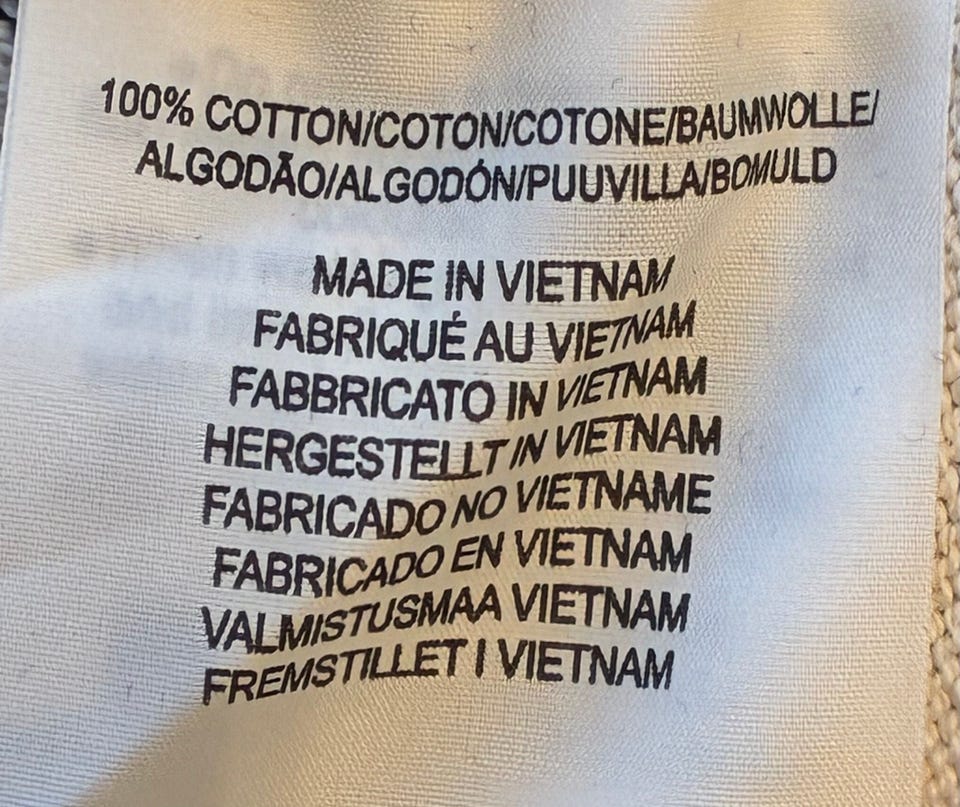 100% COTTON/COTON/COTONE/BAUMWOLLE/
ALGODÃO/ALGODÓN/PUUVILLA/BOMULD
MADE IN VIETNAM
FABRIQUÉ AU VIETNAM
FABBRICATO IN VIETNAM
HERGESTELLT IN VIETNAM
FABRICADO NO VIETNAME
FABRICADO EN VIETNAM
VALMISTUSMAA VIETNAM
FREMSTILLET I VIETNAM